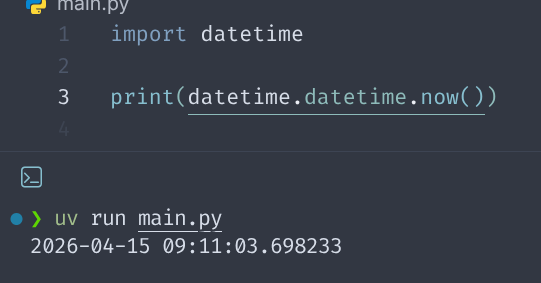 main.py
1 import datetime
2
3 print(datetime.datetime.now())
4
❯ uv run main.py
2026-04-15 09:11:03.698233